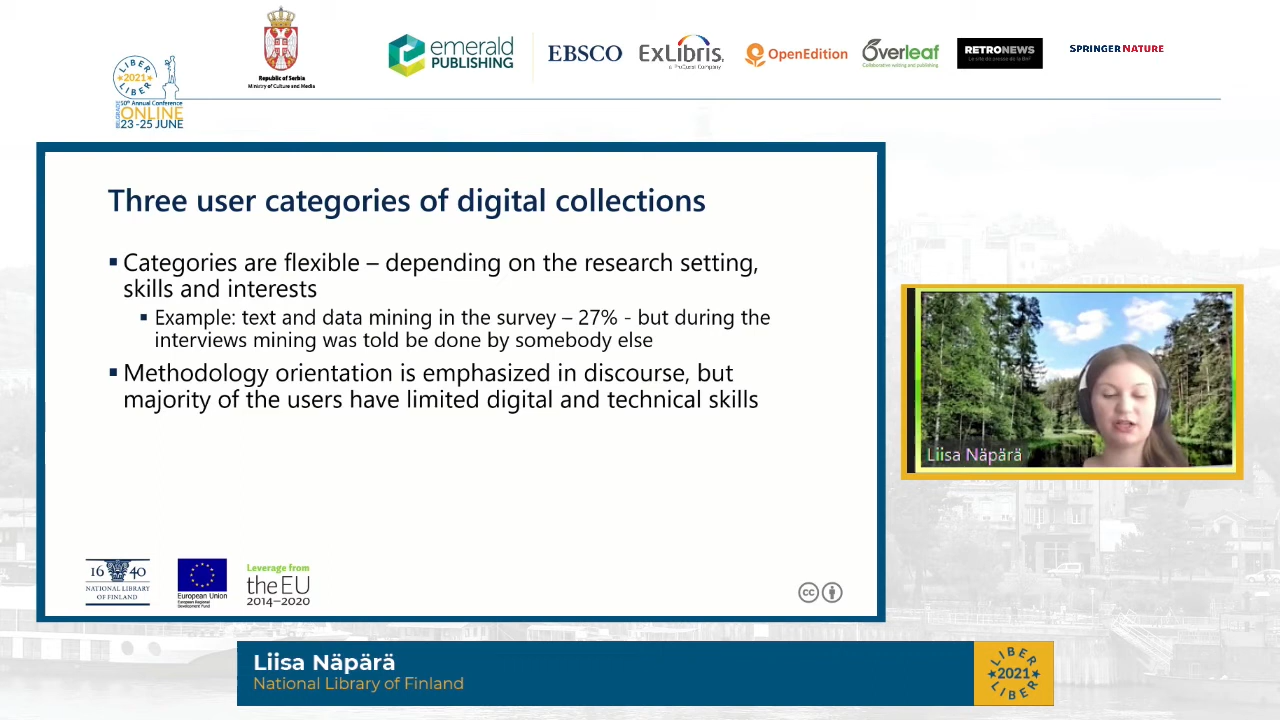 LIBER
2021
LIBER
BELGRADE
50th Annual Conference
ONLINE
23-25 JUNE
Republic of Serbia
Ministry of Culture and Media
emerald
PUBLISHING
EBSCO
ExLibris
a ProQuest Company
OpenEdition
Overleaf
Collaborative writing and publishing
RETRONEWS
Le site de presse de la BnF
SPRINGER NATURE
Three user categories of digital collections
Categories are flexible – depending on the research setting,
skills and interests
Example: text and data mining in the survey – 27% - but during the
interviews mining was told be done by somebody else
Methodology orientation is emphasized in discourse, but
majority of the users have limited digital and technical skills
Liisa Näpärä
16 40
NATIONAL LIBRARY
OF FINLAND
European Union
European Regional
Development Fund
Leverage from
the EU
2014–2020
cc
Liisa Näpärä
National Library of Finland
LIBER
2021
LIBER